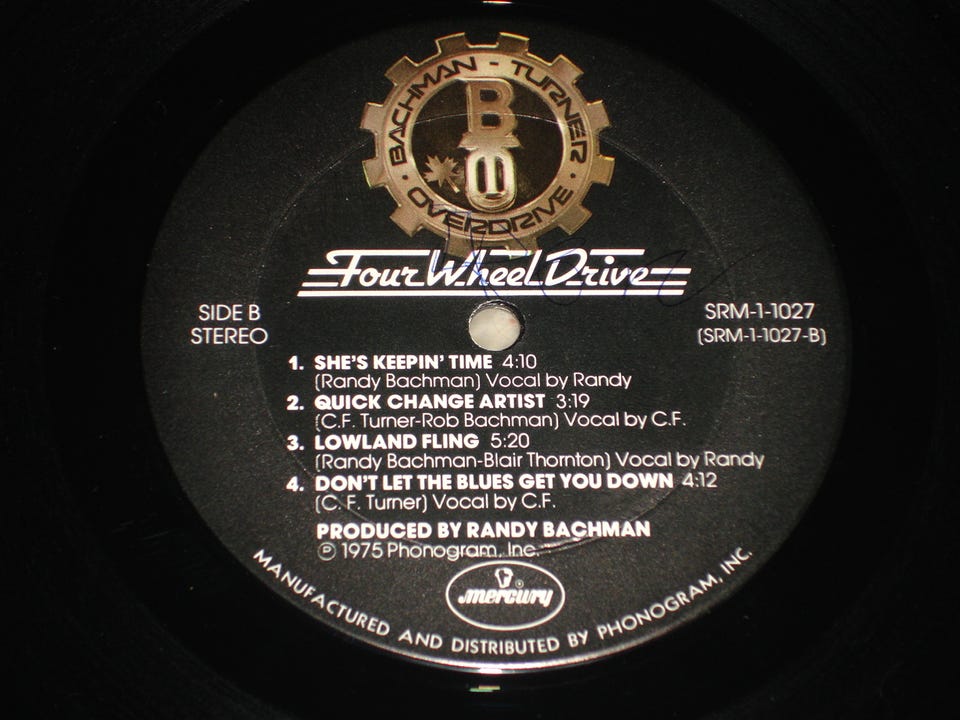 BACHMAN - TURNER
B
T
O
· OVERDRIVE ·
Four Wheel Drive
SIDE B
STEREO
SRM-1-1027
(SRM-1-1027-B)
1. SHE'S KEEPIN' TIME 4:10
(Randy Bachman) Vocal by Randy
2. QUICK CHANGE ARTIST 3:19
(C.F. Turner-Rob Bachman) Vocal by C.F.
3. LOWLAND FLING 5:20
(Randy Bachman-Blair Thornton) Vocal by Randy
4. DON'T LET THE BLUES GET YOU DOWN 4:12
(C. F. Turner) Vocal by C.F.
PRODUCED BY RANDY BACHMAN
℗ 1975 Phonogram, Inc.
mercury ®
MANUFACTURED AND DISTRIBUTED BY PHONOGRAM, INC.